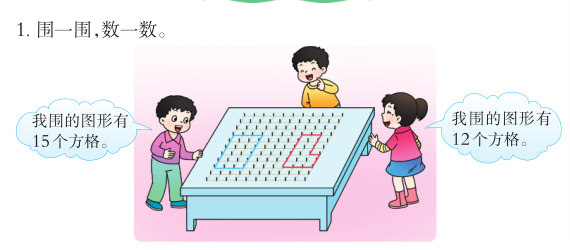 1. 围一围,数一数。
我围的图形有
15个方格。
我围的图形有
12个方格。